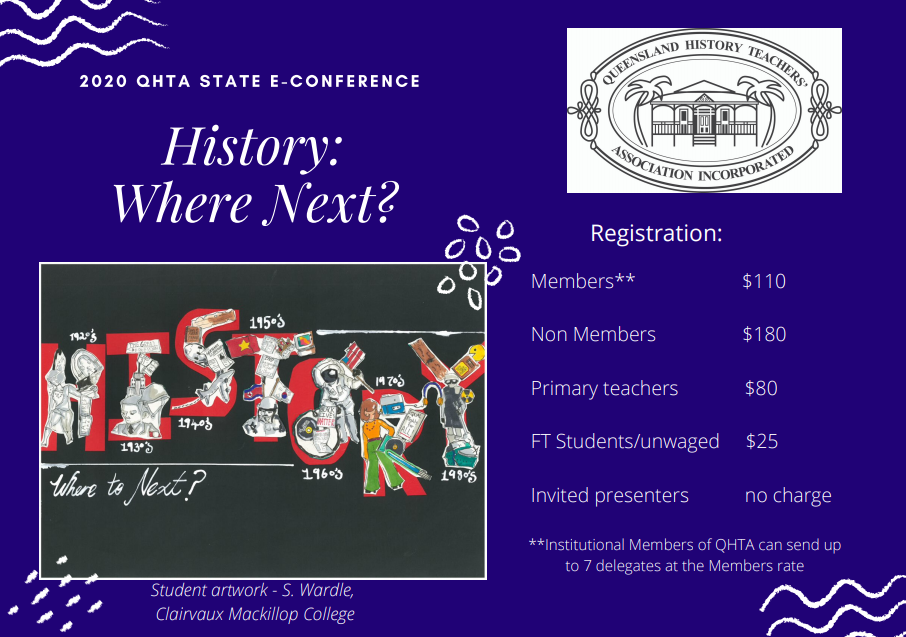 2020 QHTA STATE E-CONFERENCE
History:
Where Next?
QUEENSLAND HISTORY TEACHERS'
ASSOCIATION INCORPORATED
1920's
1930's
1940's
1950's
1960's
1970's
1980's
HISTORY
Where to Next?
Student artwork - S. Wardle,
Clairvaux Mackillop College
Registration:
Members** $110
Non Members $180
Primary teachers $80
FT Students/unwaged $25
Invited presenters no charge
**Institutional Members of QHTA can send up
to 7 delegates at the Members rate